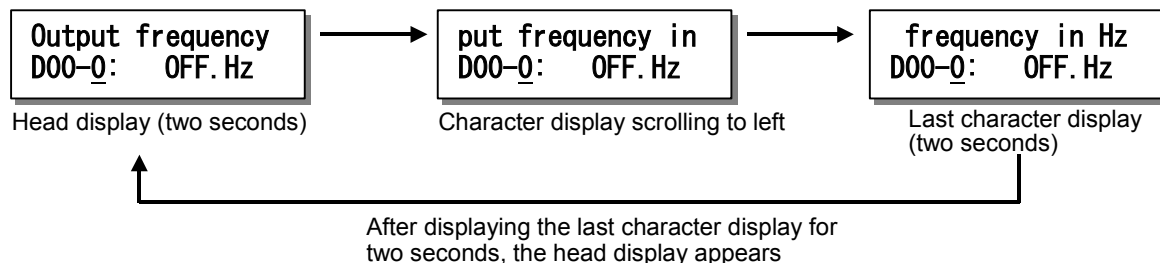 Output frequency
D00-0: OFF.Hz
Head display (two seconds)
put frequency in
D00-0: OFF.Hz
Character display scrolling to left
frequency in Hz
D00-0: OFF.Hz
Last character display
(two seconds)
After displaying the last character display for
two seconds, the head display appears